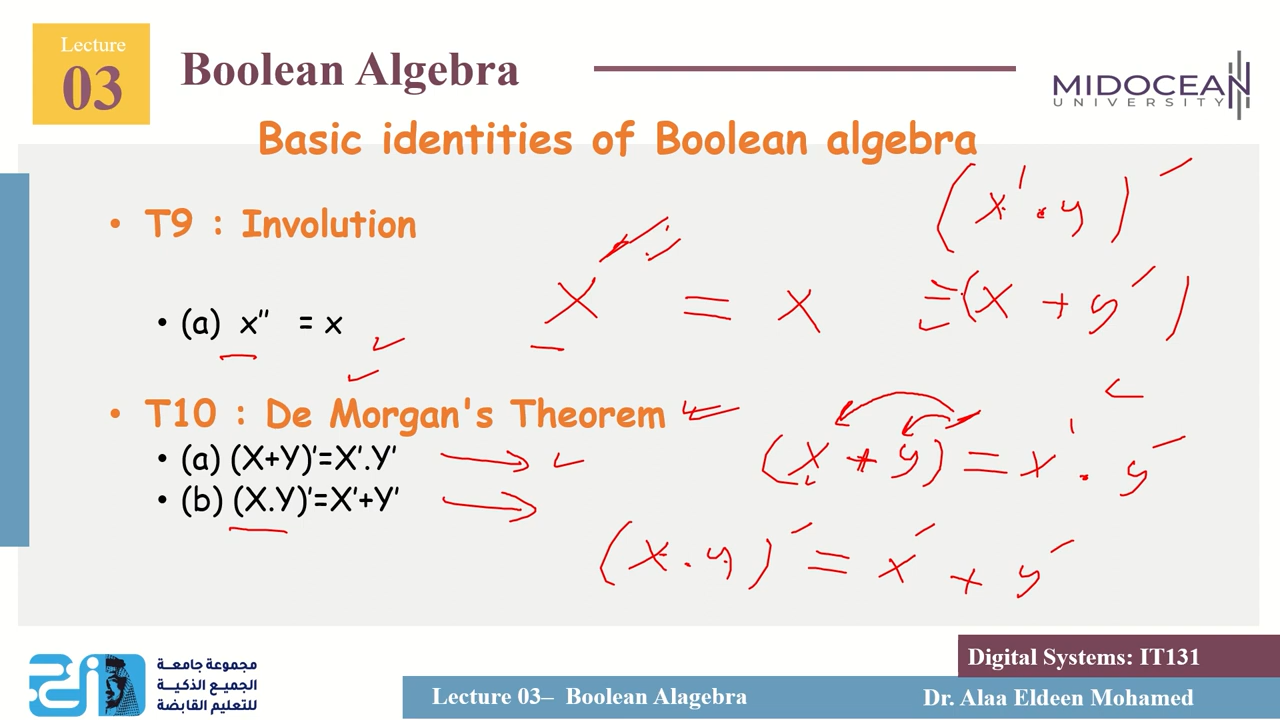 Lecture
03
Boolean Algebra
MIDOCEAN
UNIVERSITY
Basic identities of Boolean algebra
(x'.y)'
• T9 : Involution
x'' = x
=(x + y')
• (a) x'' = x
• T10 : De Morgan's Theorem
• (a) (X+Y)'=X'.Y'
(x + y)' = x' . y'
• (b) (X.Y)'=X'+Y'
(x . y)' = x' + y'
مجموعة جامعة
الجميع الذكية
للتعليم القابضة
Digital Systems: IT131
Lecture 03– Boolean Alagebra
Dr. Alaa Eldeen Mohamed